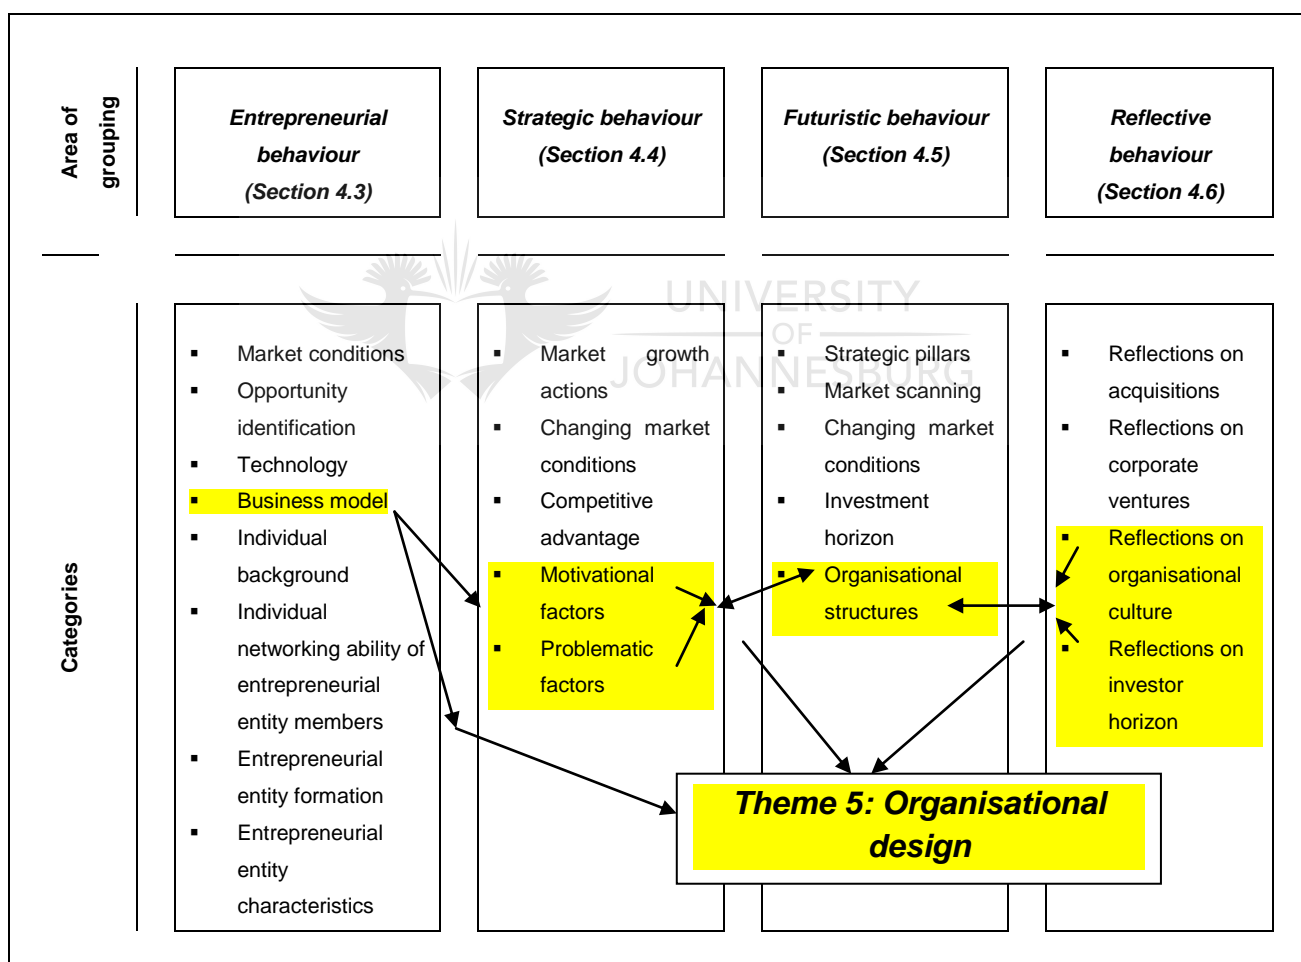 Area of
grouping
Entrepreneurial
behaviour
(Section 4.3)
Strategic behaviour
(Section 4.4)
Futuristic behaviour
(Section 4.5)
Reflective
behaviour
(Section 4.6)
UNIVERSITY
OF
JOHANNESBURG
Categories
▪ Market conditions
▪ Opportunity
identification
▪ Technology
▪ Business model
▪ Individual
background
▪ Individual
networking ability of
entrepreneurial
entity members
▪ Entrepreneurial
entity formation
▪ Entrepreneurial
entity
characteristics
▪ Market growth
actions
▪ Changing market
conditions
▪ Competitive
advantage
▪ Motivational
factors
▪ Problematic
factors
▪ Strategic pillars
▪ Market scanning
▪ Changing market
conditions
▪ Investment
horizon
▪ Organisational
structures
▪ Reflections on
acquisitions
▪ Reflections on
corporate
ventures
▪ Reflections on
organisational
culture
▪ Reflections on
investor
horizon
Theme 5: Organisational
design